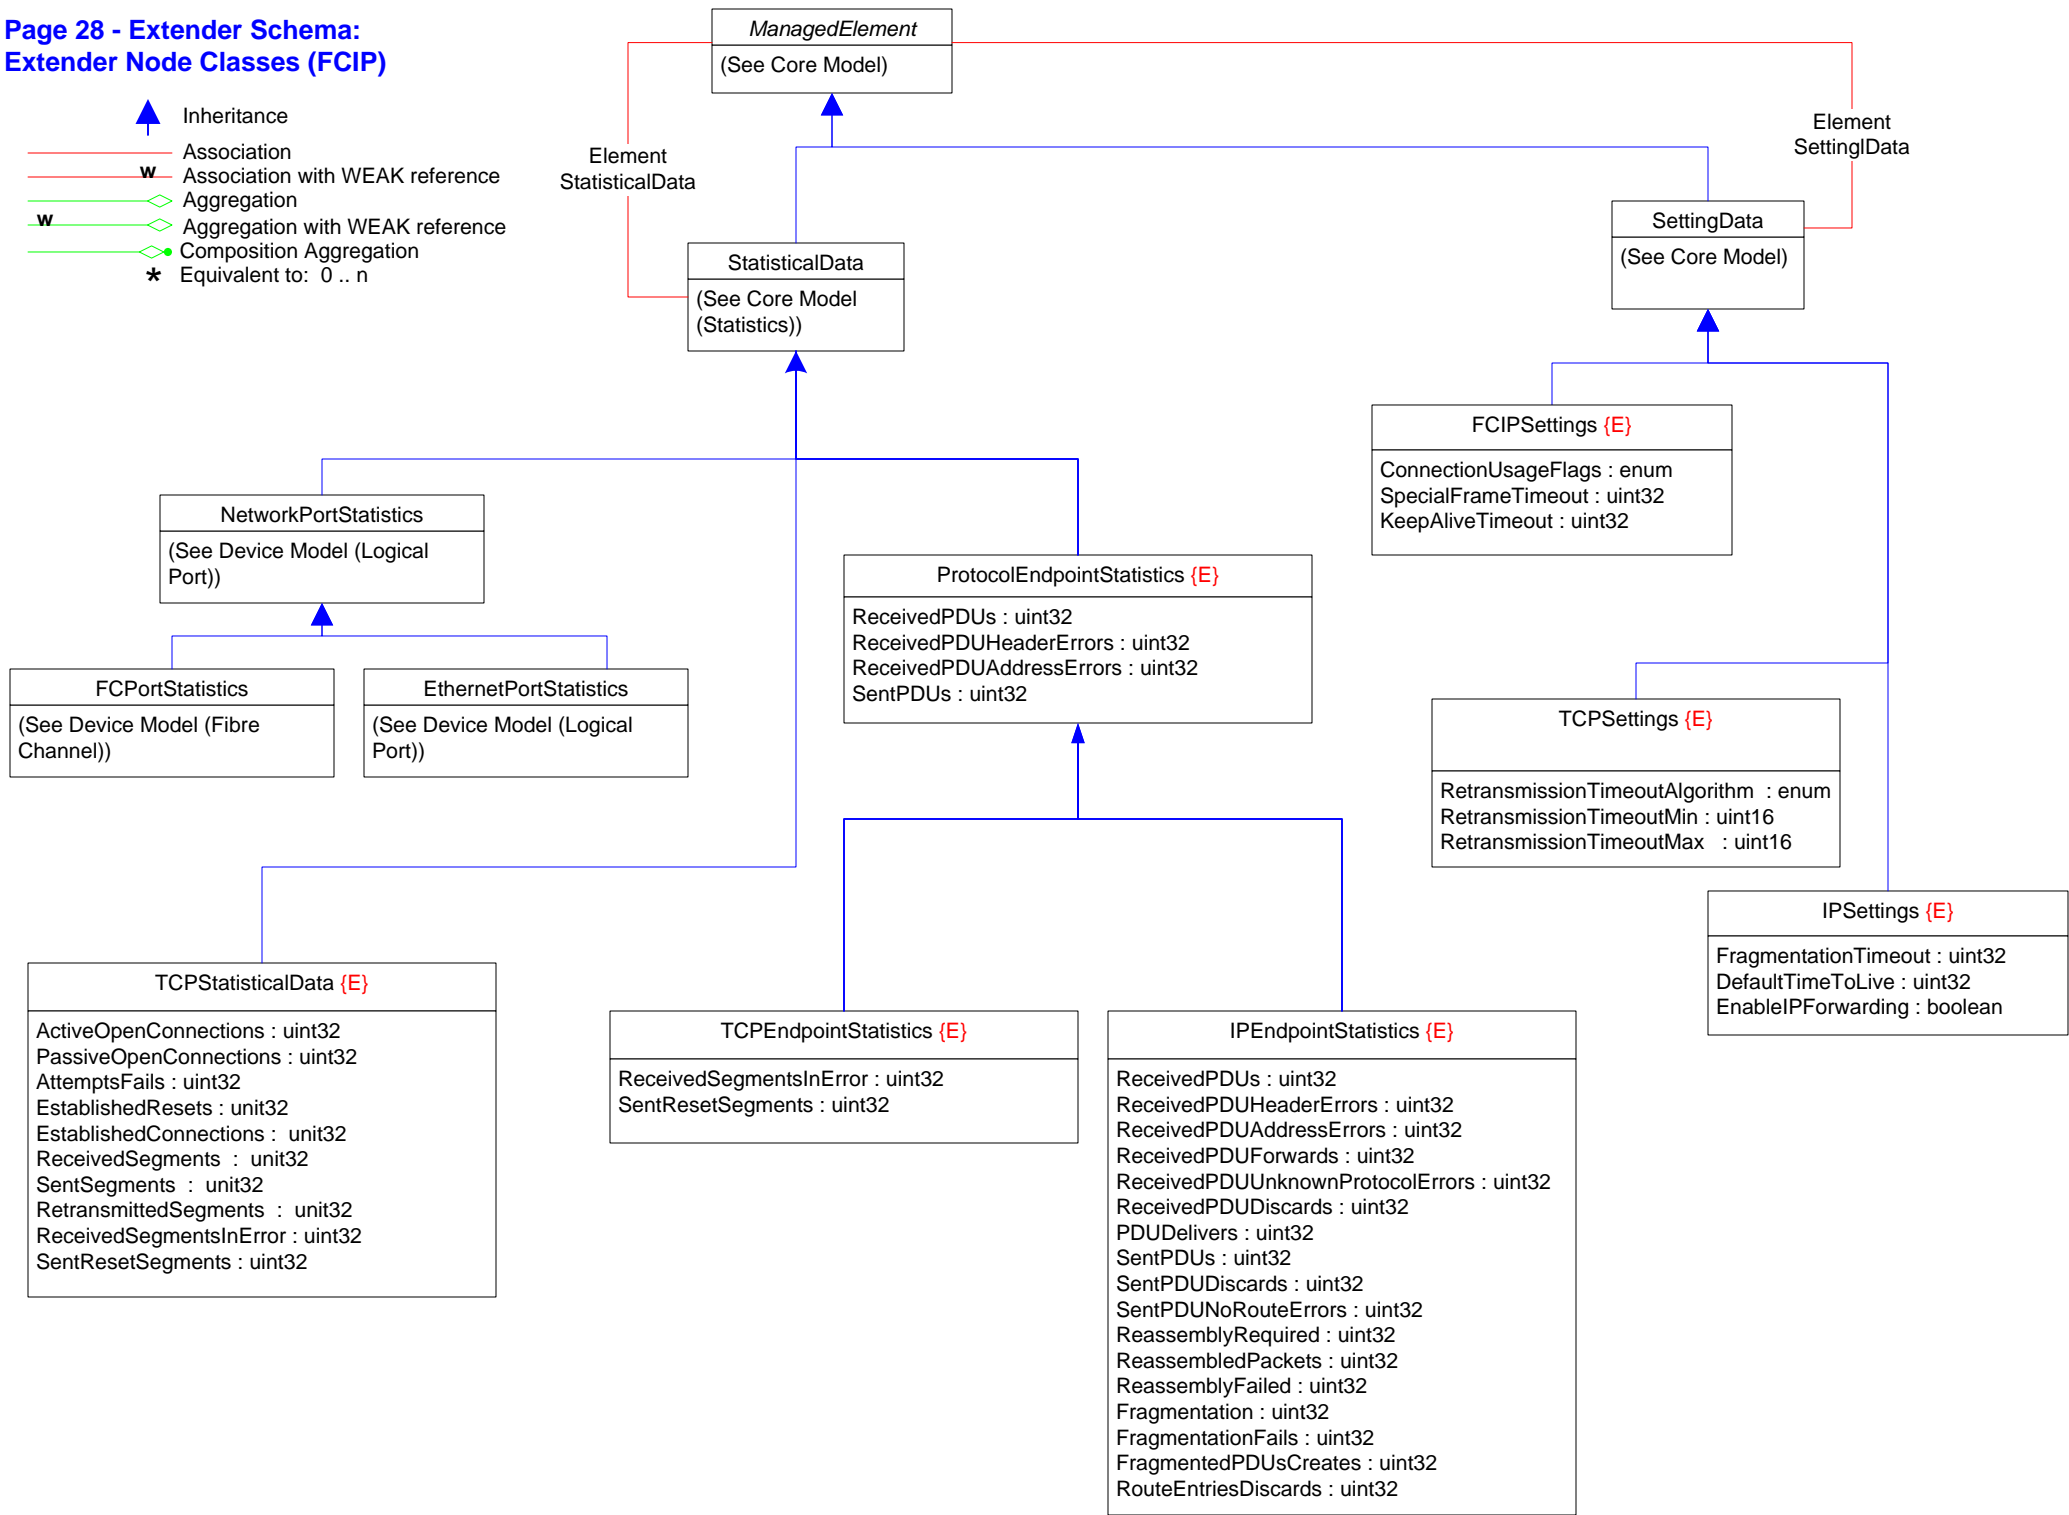 Page 28 - Extender Schema:
Extender Node Classes (FCIP)
Inheritance
Association
w Association with WEAK reference
Aggregation
w Aggregation with WEAK reference
Composition Aggregation
* Equivalent to: 0 .. n
ManagedElement
(See Core Model)
Element
StatisticalData
Element
SettinglData
StatisticalData
(See Core Model
(Statistics))
SettingData
(See Core Model)
FCIPSettings {E}
ConnectionUsageFlags : enum
SpecialFrameTimeout : uint32
KeepAliveTimeout : uint32
NetworkPortStatistics
(See Device Model (Logical
Port))
ProtocolEndpointStatistics {E}
ReceivedPDUs : uint32
ReceivedPDUHeaderErrors : uint32
ReceivedPDUAddressErrors : uint32
SentPDUs : uint32
FCPortStatistics
(See Device Model (Fibre
Channel))
EthernetPortStatistics
(See Device Model (Logical
Port))
TCPSettings {E}
RetransmissionTimeoutAlgorithm : enum
RetransmissionTimeoutMin : uint16
RetransmissionTimeoutMax : uint16
IPSettings {E}
FragmentationTimeout : uint32
DefaultTimeToLive : uint32
EnableIPForwarding : boolean
TCPStatisticalData {E}
ActiveOpenConnections : uint32
PassiveOpenConnections : uint32
AttemptsFails : uint32
EstablishedResets : unit32
EstablishedConnections : unit32
ReceivedSegments : unit32
SentSegments : unit32
RetransmittedSegments : unit32
ReceivedSegmentsInError : uint32
SentResetSegments : uint32
TCPEndpointStatistics {E}
ReceivedSegmentsInError : uint32
SentResetSegments : uint32
IPEndpointStatistics {E}
ReceivedPDUs : uint32
ReceivedPDUHeaderErrors : uint32
ReceivedPDUAddressErrors : uint32
ReceivedPDUForwards : uint32
ReceivedPDUUnknownProtocolErrors : uint32
ReceivedPDUDiscards : uint32
PDUDelivers : uint32
SentPDUs : uint32
SentPDUDiscards : uint32
SentPDUNoRouteErrors : uint32
ReassemblyRequired : uint32
ReassembledPackets : uint32
ReassemblyFailed : uint32
Fragmentation : uint32
FragmentationFails : uint32
FragmentedPDUsCreates : uint32
RouteEntriesDiscards : uint32